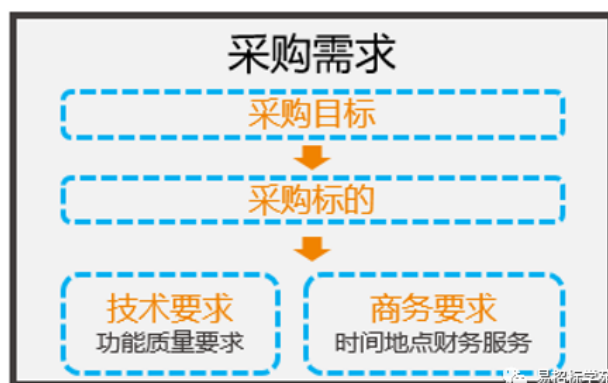 采购需求
采购目标
采购标的
技术要求
功能质量要求
商务要求
时间地点财务服务